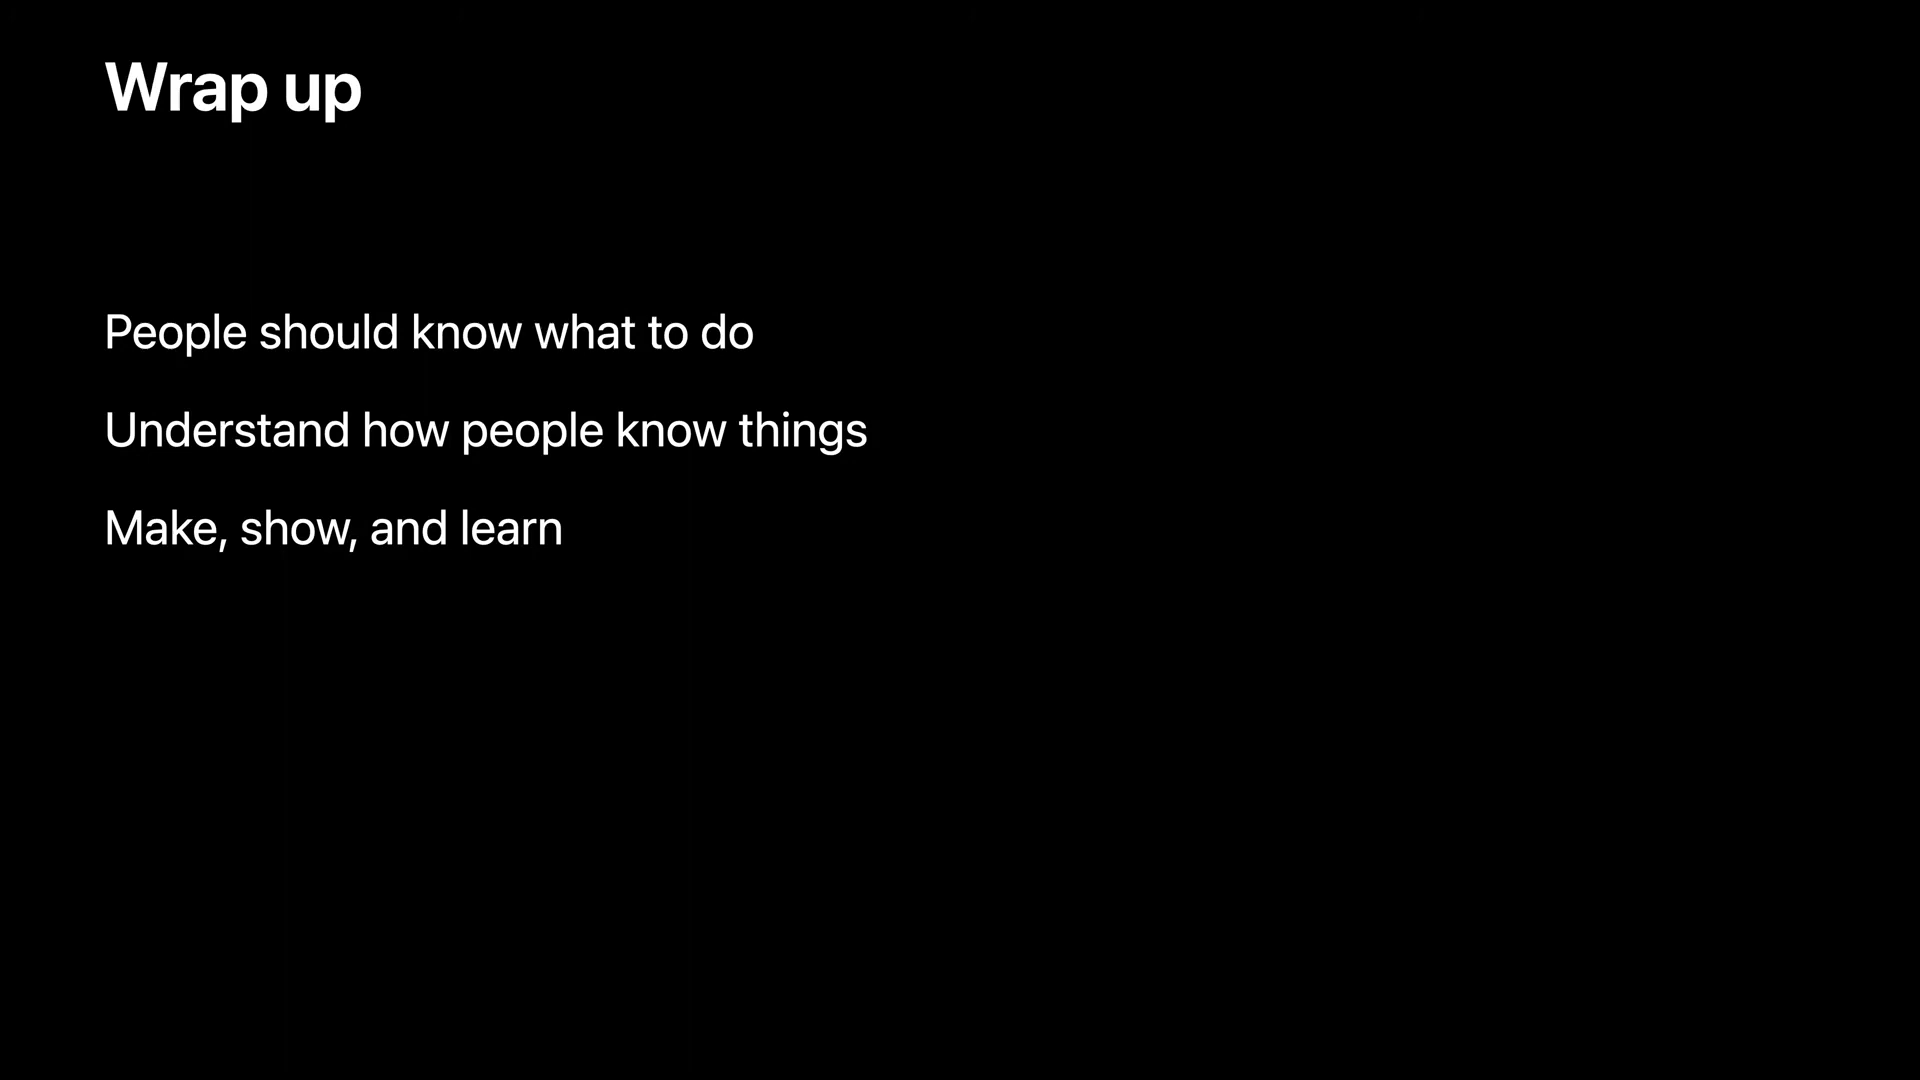 Wrap up
People should know what to do
Understand how people know things
Make, show, and learn